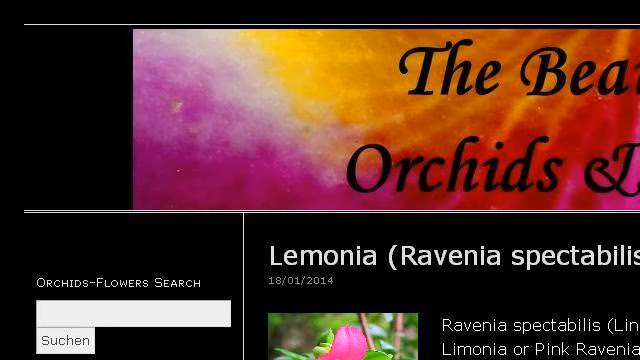 The Beau
Orchids &
Lemonia (Ravenia spectabilis
18/01/2014
Orchids-Flowers Search
Suchen
Ravenia spectabilis (Lin
Limonia or Pink Ravenia